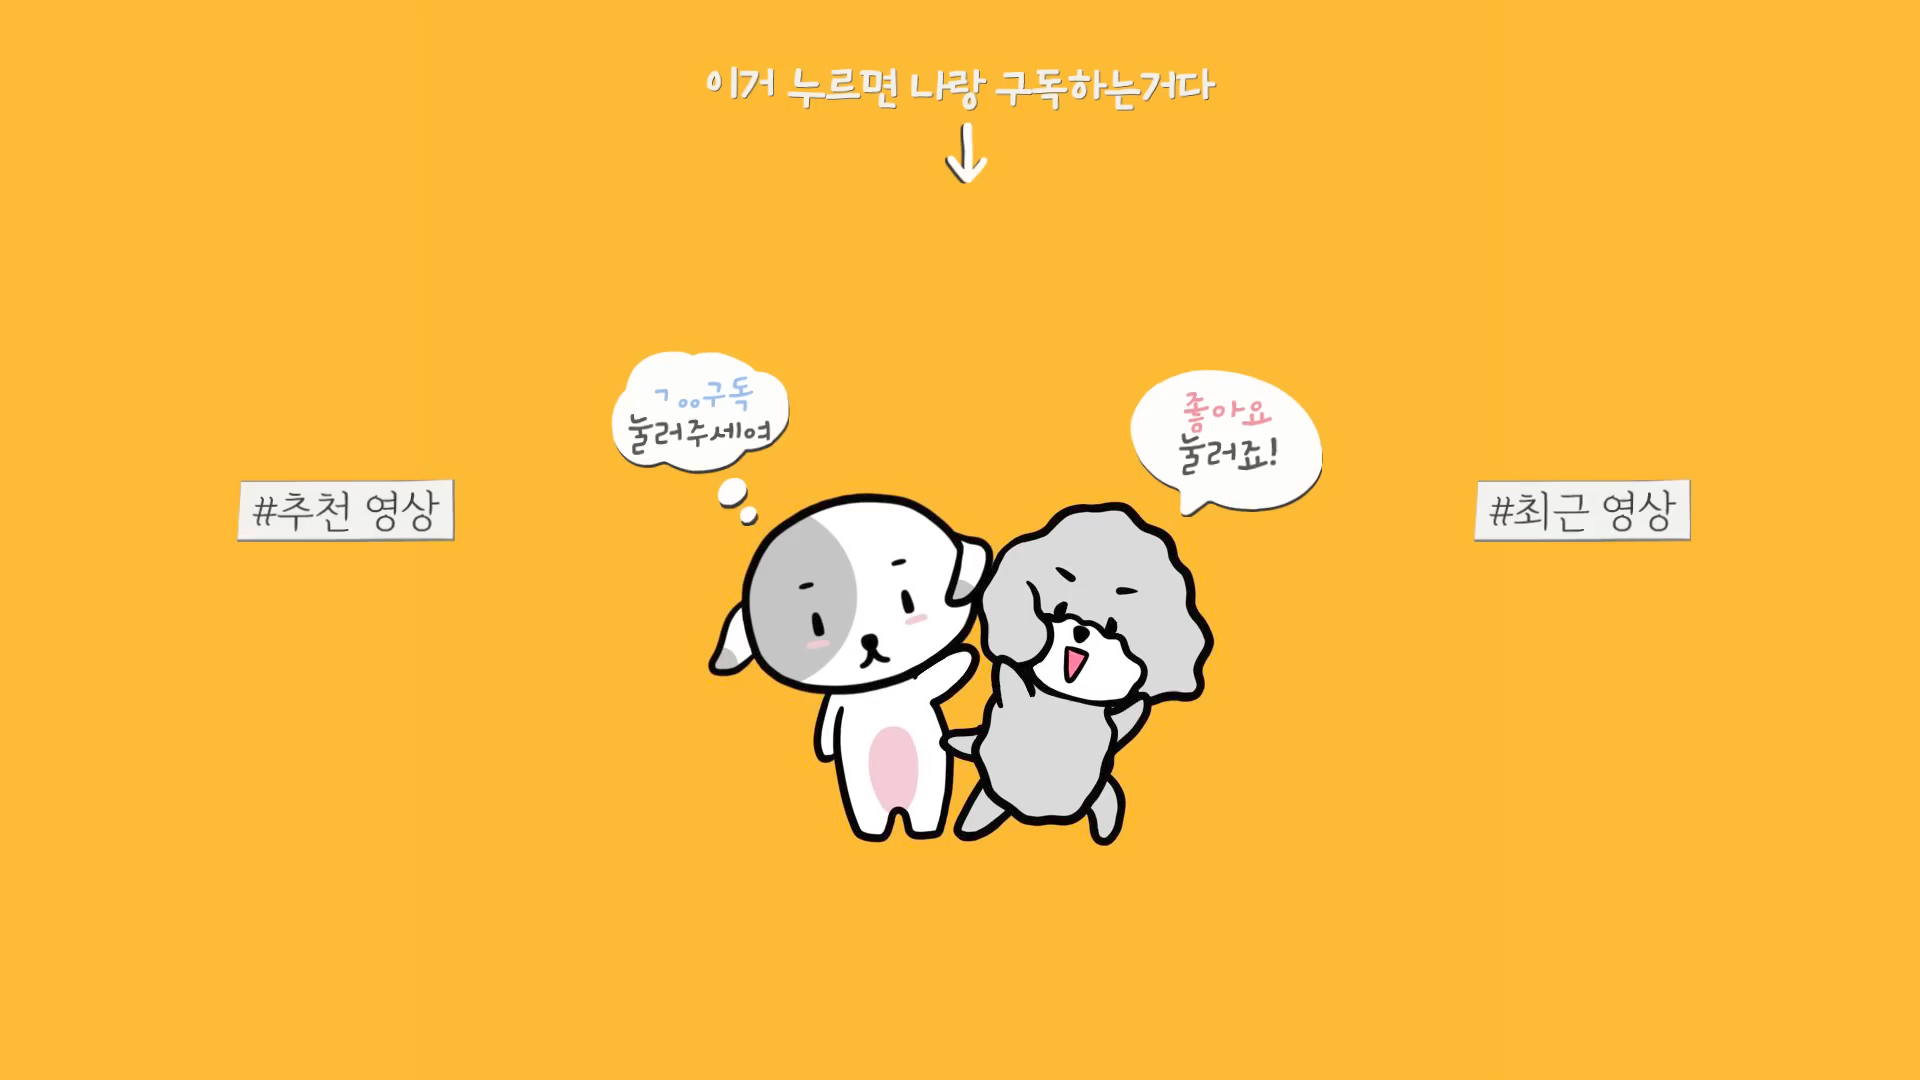 이거 누르면 나랑 구독하는거다
ㄱ ㅇㅇ구독
눌러주세여
좋아요
눌러죠!
#추천 영상
#최근 영상